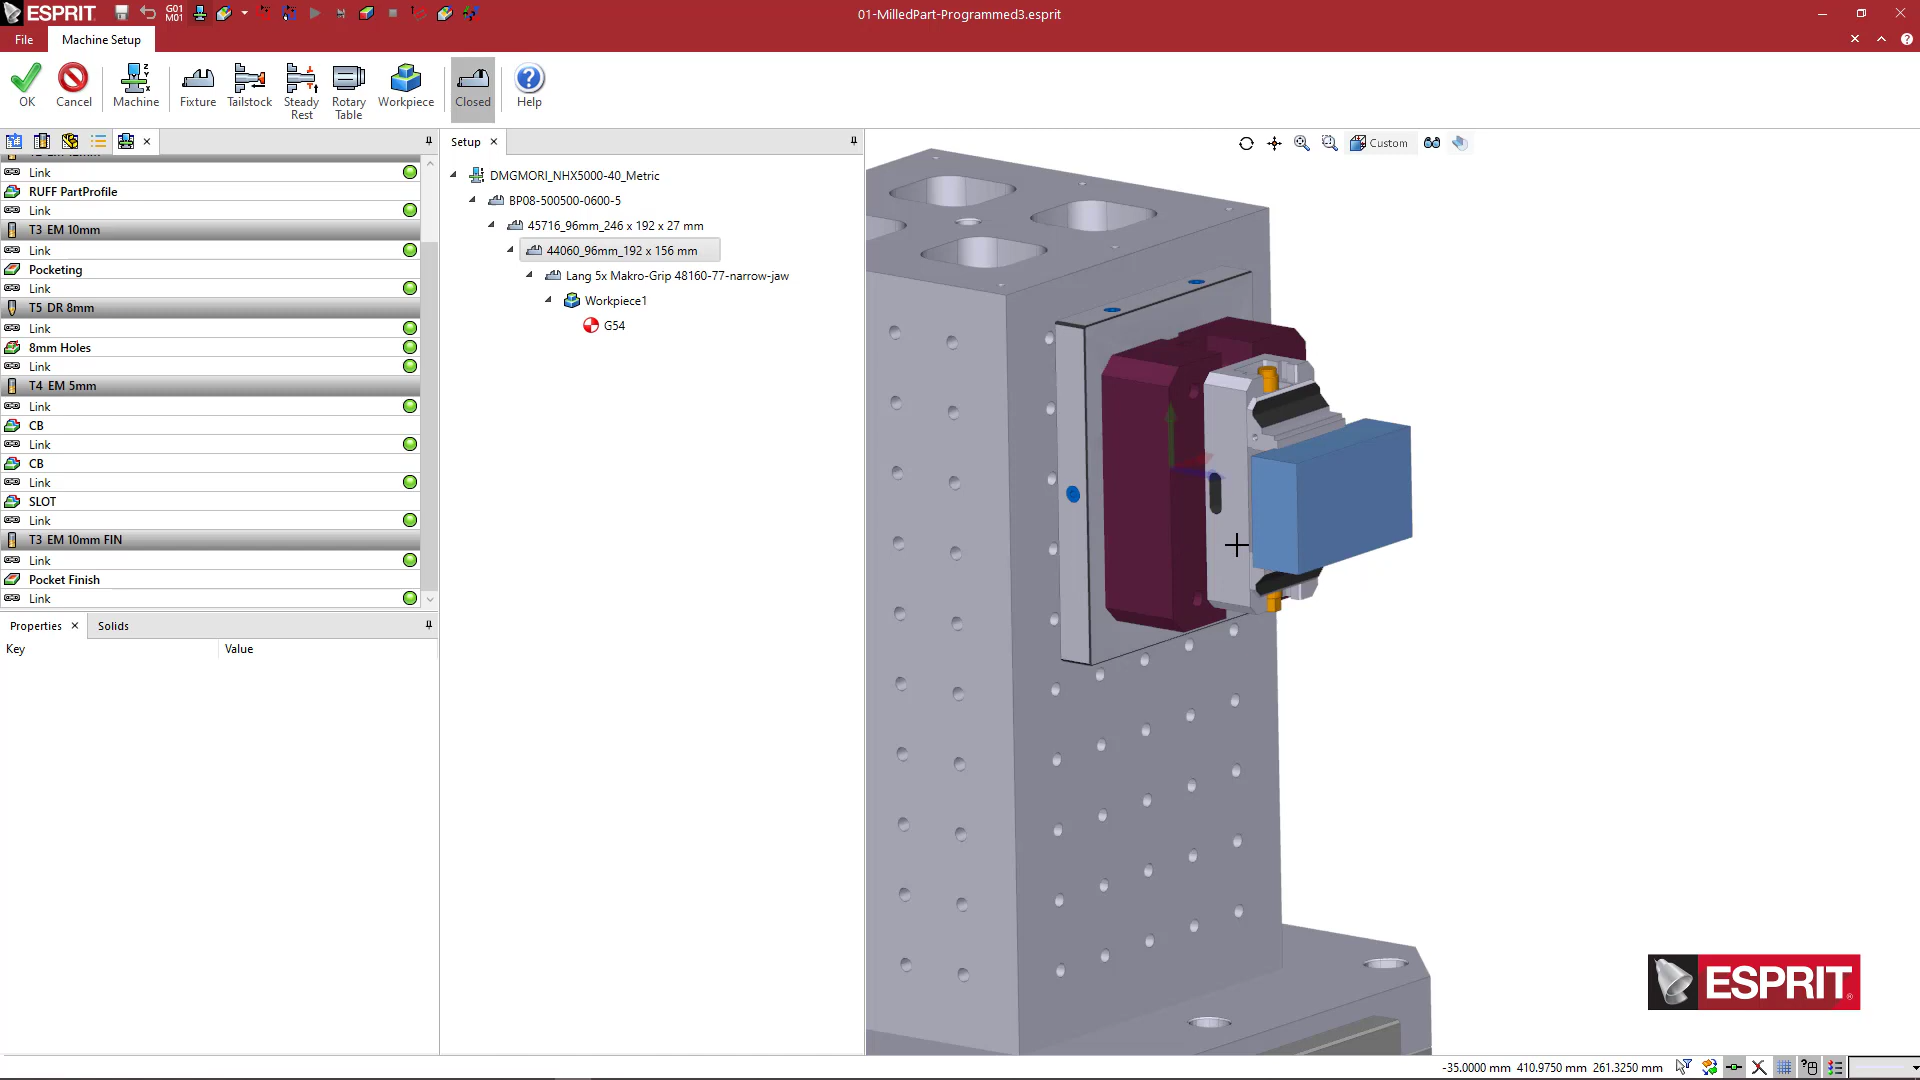 ESPRIT
G01
M01
01-MilledPart-Programmed3.esprit
File
Machine Setup
OK
Cancel
Machine
Fixture
Tailstock
Steady
Rest
Rotary
Table
Workpiece
Closed
Help
Link
RUFF PartProfile
Link
T3 EM 10mm
Link
Pocketing
Link
T5 DR 8mm
Link
8mm Holes
Link
T4 EM 5mm
Link
CB
Link
CB
Link
SLOT
Link
T3 EM 10mm FIN
Link
Pocket Finish
Link
Properties
Solids
Key
Value
Setup
DMGMORI_NHX5000-40_Metric
BP08-500500-0600-5
45716_96mm_246 x 192 x 27 mm
44060_96mm_192 x 156 mm
Lang 5x Makro-Grip 48160-77-narrow-jaw
Workpiece1
G54
Custom
ESPRIT
-35.0000 mm 410.9750 mm 261.3250 mm